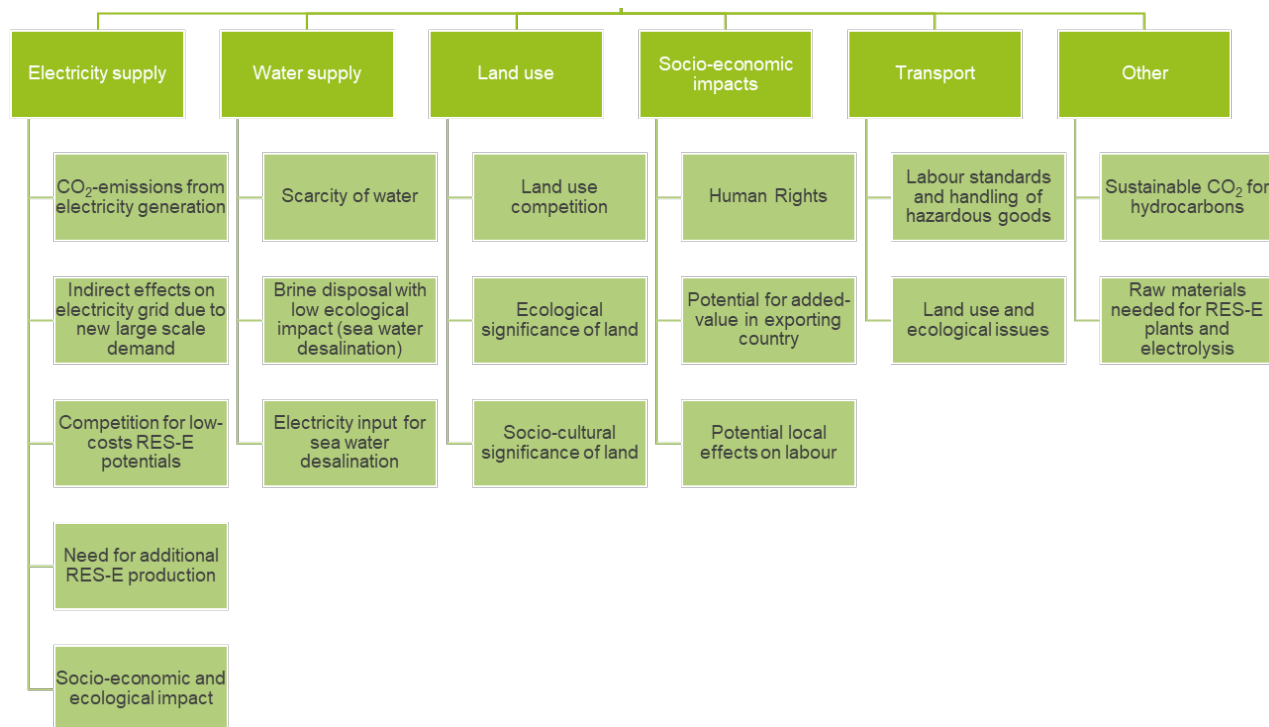 Electricity supply
Water supply
Land use
Socio-economic
impacts
Transport
Other
CO₂-emissions from
electricity generation
Scarcity of water
Land use
competition
Human Rights
Labour standards
and handling of
hazardous goods
Sustainable CO₂ for
hydrocarbons
Indirect effects on
electricity grid due to
new large scale
demand
Brine disposal with
low ecological
impact (sea water
desalination)
Ecological
significance of land
Potential for added-
value in exporting
country
Land use and
ecological issues
Raw materials
needed for RES-E
plants and
electrolysis
Competition for low-
costs RES-E
potentials
Electricity input for
sea water
desalination
Socio-cultural
significance of land
Potential local
effects on labour
Need for additional
RES-E production
Socio-economic and
ecological impact